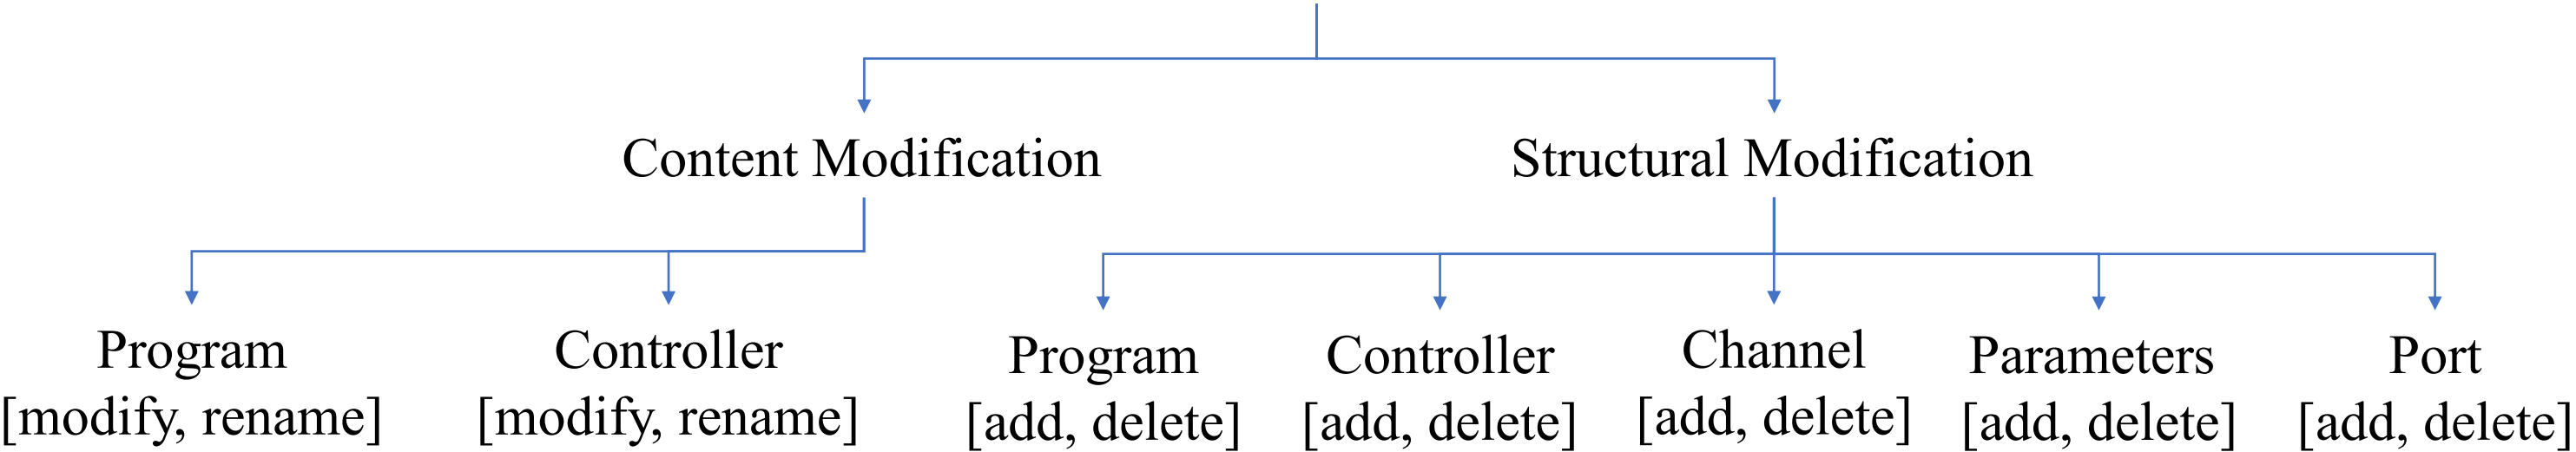 Content Modification
Structural Modification
Program
[modify, rename]
Controller
[modify, rename]
Program
[add, delete]
Controller
[add, delete]
Channel
[add, delete]
Parameters
[add, delete]
Port
[add, delete]